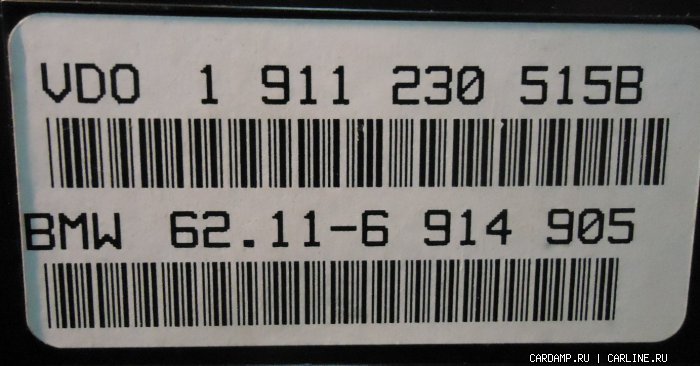 VDO 1 911 230 515B
BMW 62.11-6 914 905
CARDAMP.RU | CARLINE.RU